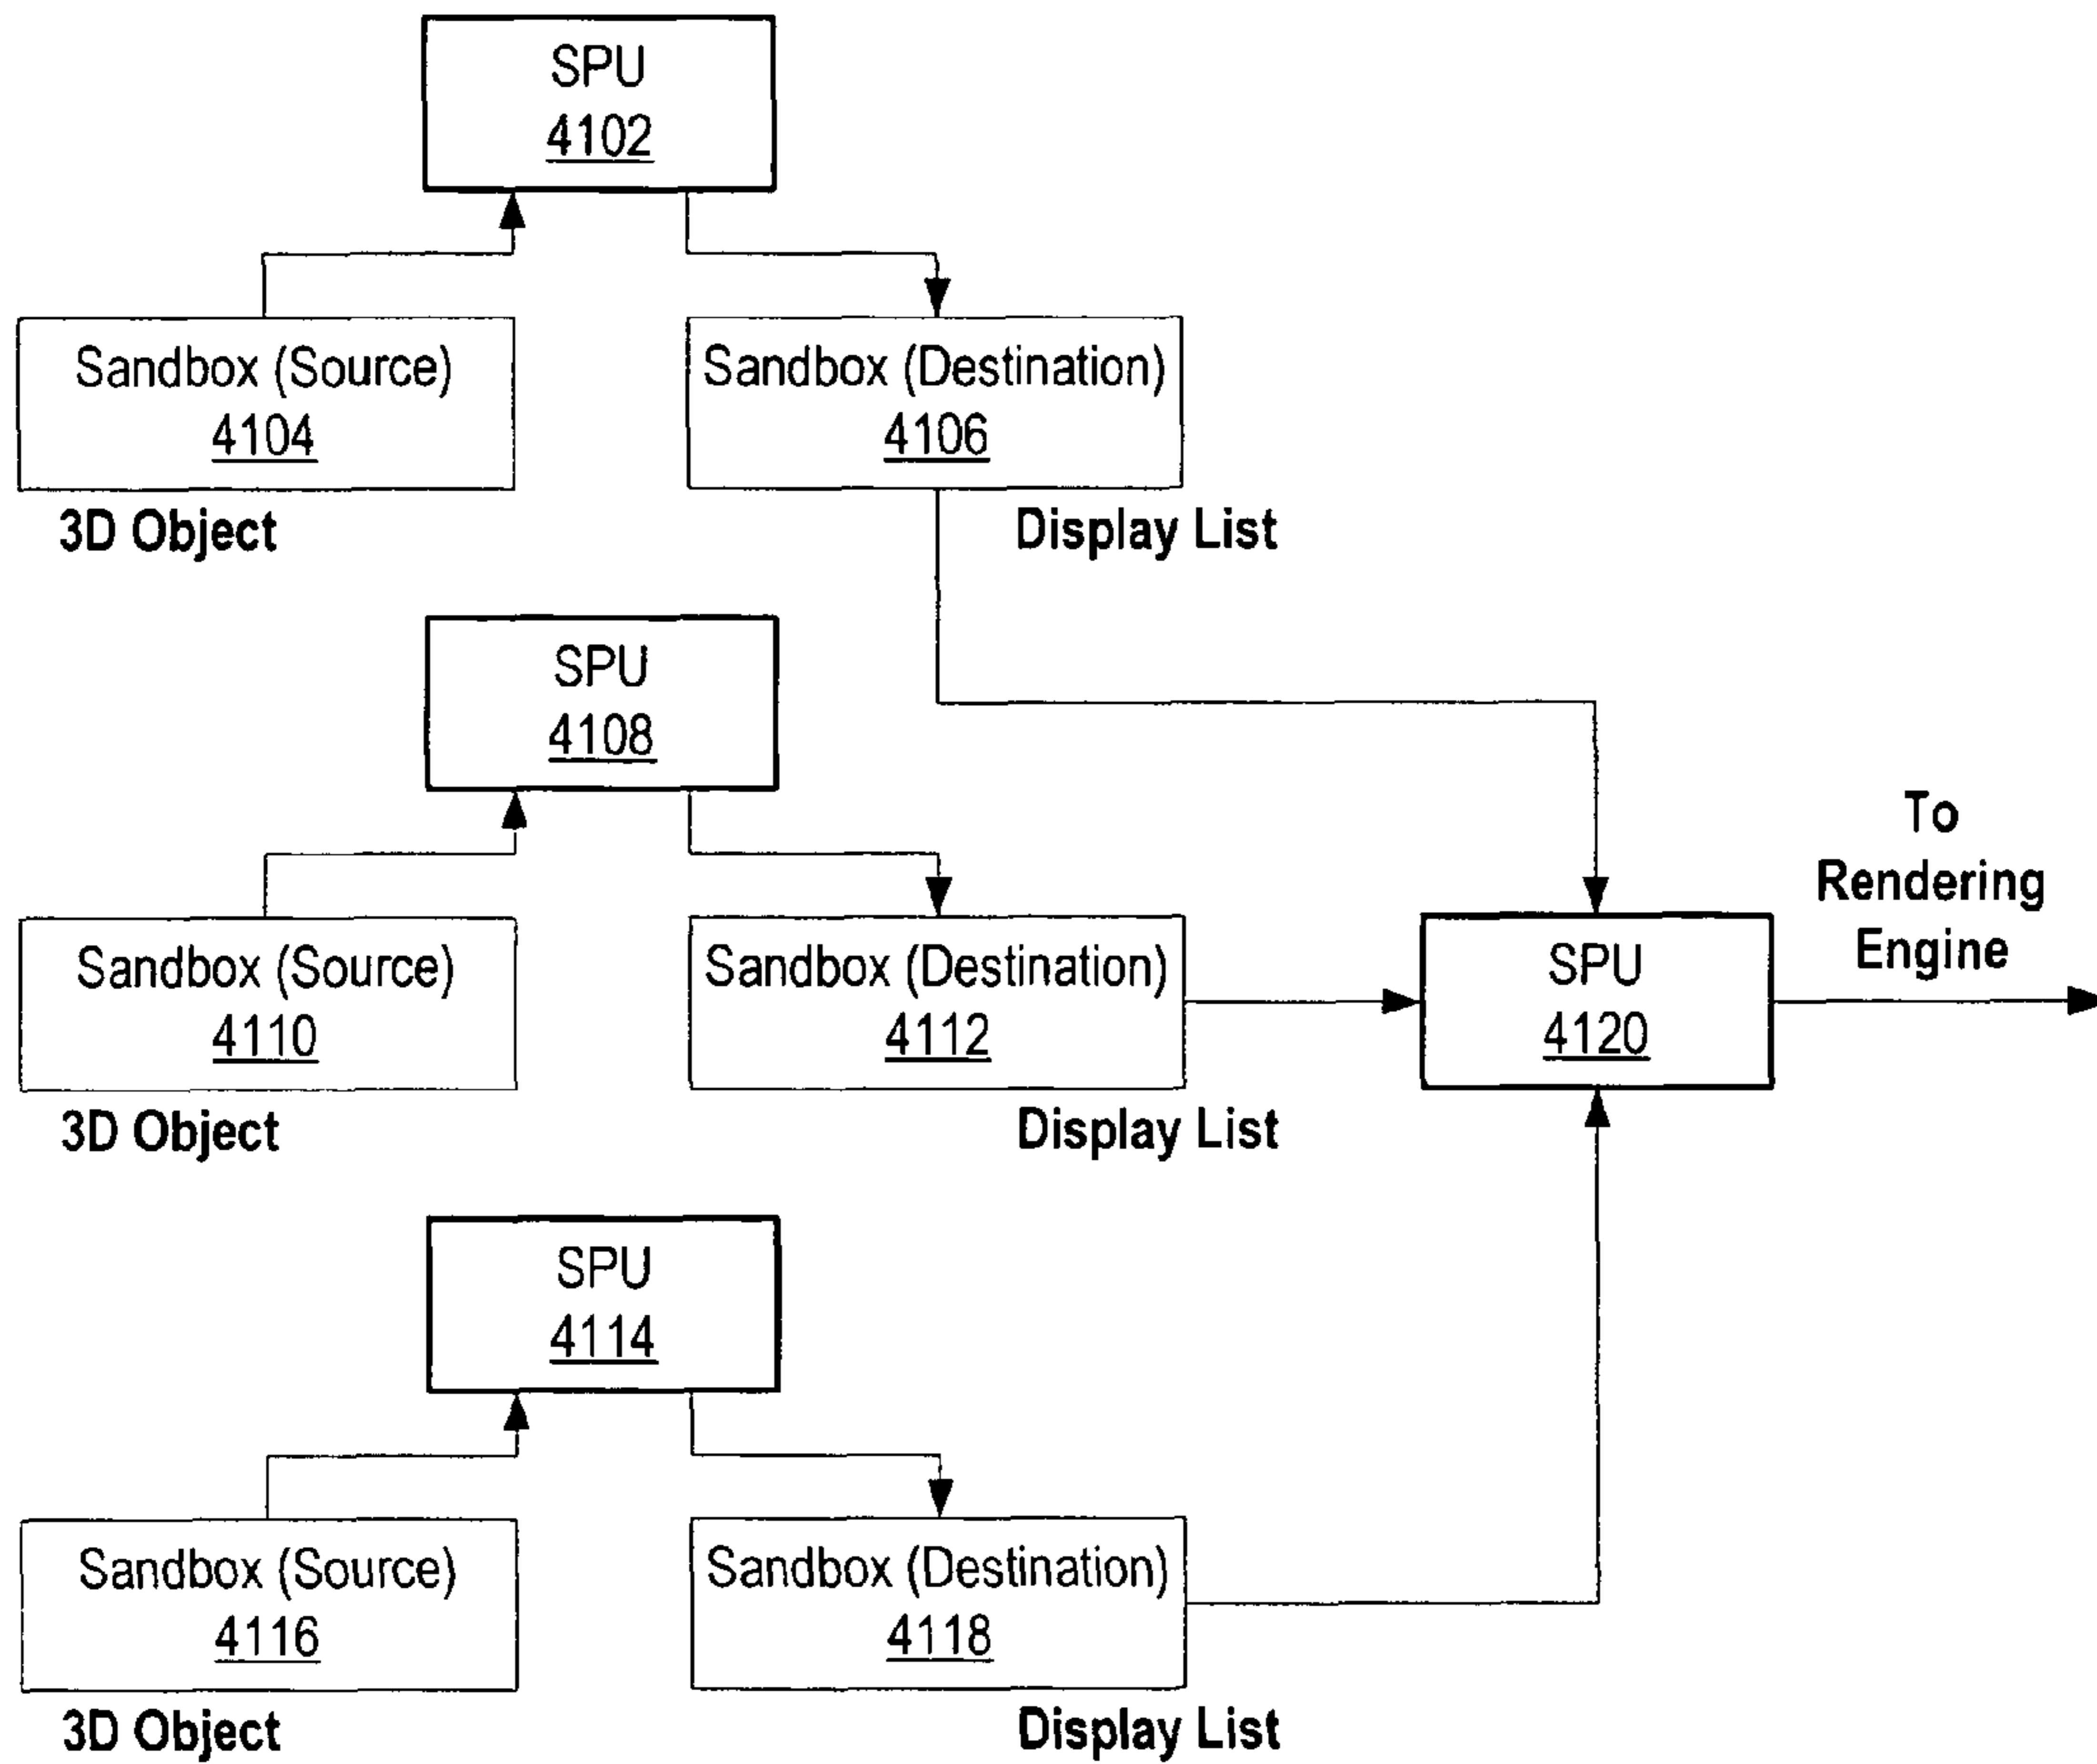 SPU
4102
Sandbox (Source)
4104
3D Object
Sandbox (Destination)
4106
Display List
SPU
4108
Sandbox (Source)
4110
3D Object
Sandbox (Destination)
4112
Display List
SPU
4120
To
Rendering
Engine
SPU
4114
Sandbox (Source)
4116
3D Object
Sandbox (Destination)
4118
Display List